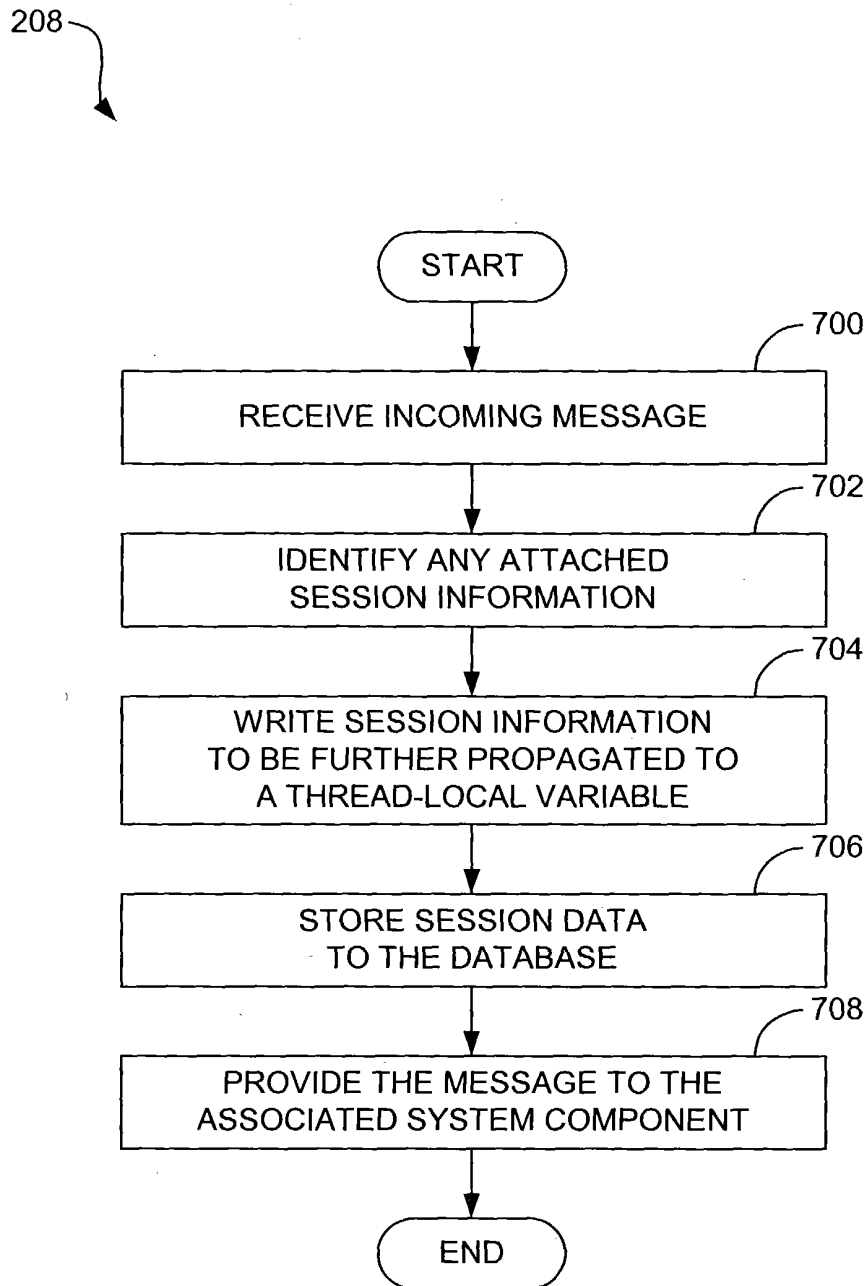 208
START
700
RECEIVE INCOMING MESSAGE
702
IDENTIFY ANY ATTACHED
SESSION INFORMATION
704
WRITE SESSION INFORMATION
TO BE FURTHER PROPAGATED TO
A THREAD-LOCAL VARIABLE
706
STORE SESSION DATA
TO THE DATABASE
708
PROVIDE THE MESSAGE TO THE
ASSOCIATED SYSTEM COMPONENT
END